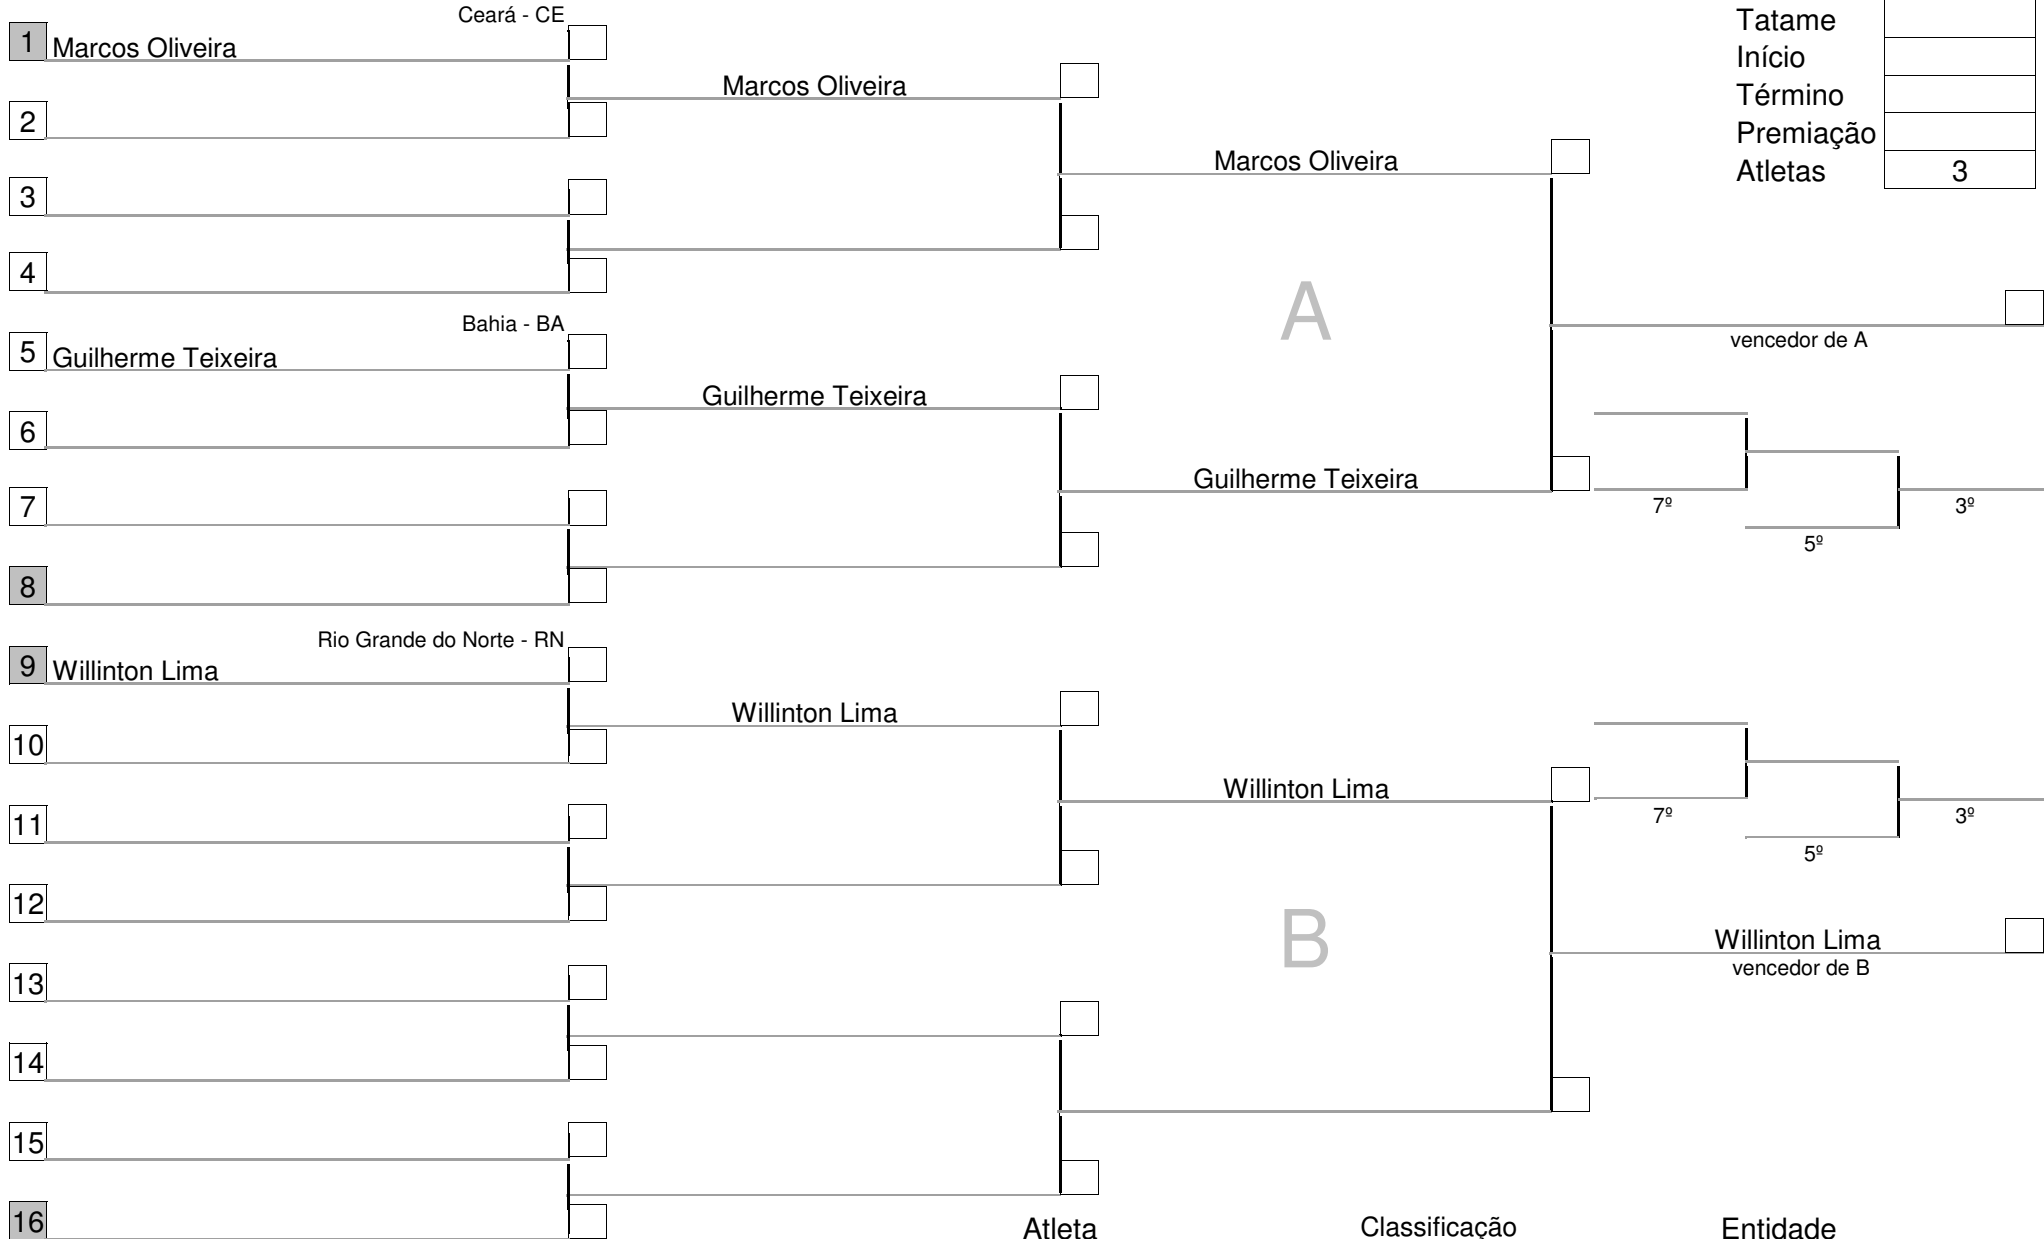 Ceará - CE
1 Marcos Oliveira
Marcos Oliveira
2
3
Marcos Oliveira
4
Tatame
Início
Término
Premiação
Atletas 3
A
Bahia - BA
5 Guilherme Teixeira
Guilherme Teixeira
6
Guilherme Teixeira
7
8
vencedor de A
7º
5º
3º
Rio Grande do Norte - RN
9 Willinton Lima
Willinton Lima
10
Willinton Lima
11
12
7º
5º
3º
B
Willinton Lima
vencedor de B
13
14
15
16
Atleta Classificação Entidade